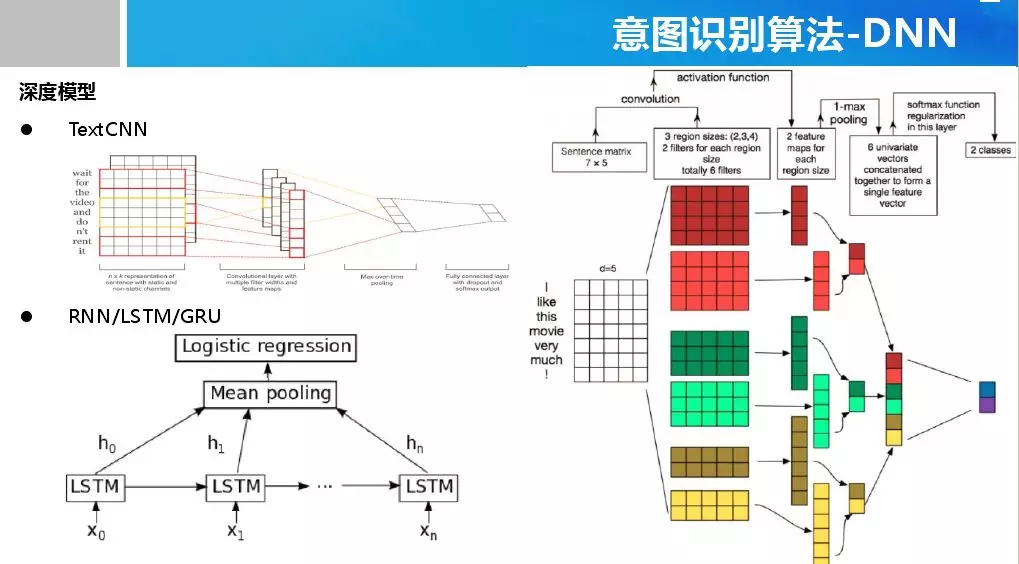 意图识别算法-DNN
深度模型
● TextCNN
wait
for
the
video
and
do
n't
rent
it
n x k representation of
sentence with static and
non-static channels
Convolutional layer with
multiple filter widths and
feature maps
Max-over-time
pooling
Fully connected layer
with dropout and
softmax output
● RNN/LSTM/GRU
Logistic regression
Mean pooling
h0
h1
hn
LSTM
LSTM
...
LSTM
x0
x1
xn
activation function
convolution
1-max
pooling
softmax function
regularization
in this layer
Sentence matrix
7 × 5
3 region sizes: (2,3,4)
2 filters for each region
size
totally 6 filters
2 feature
maps for
each
region size
6 univariate
vectors
concatenated
together to form a
single feature
vector
2 classes
d=5
I
like
this
movie
very
much
!